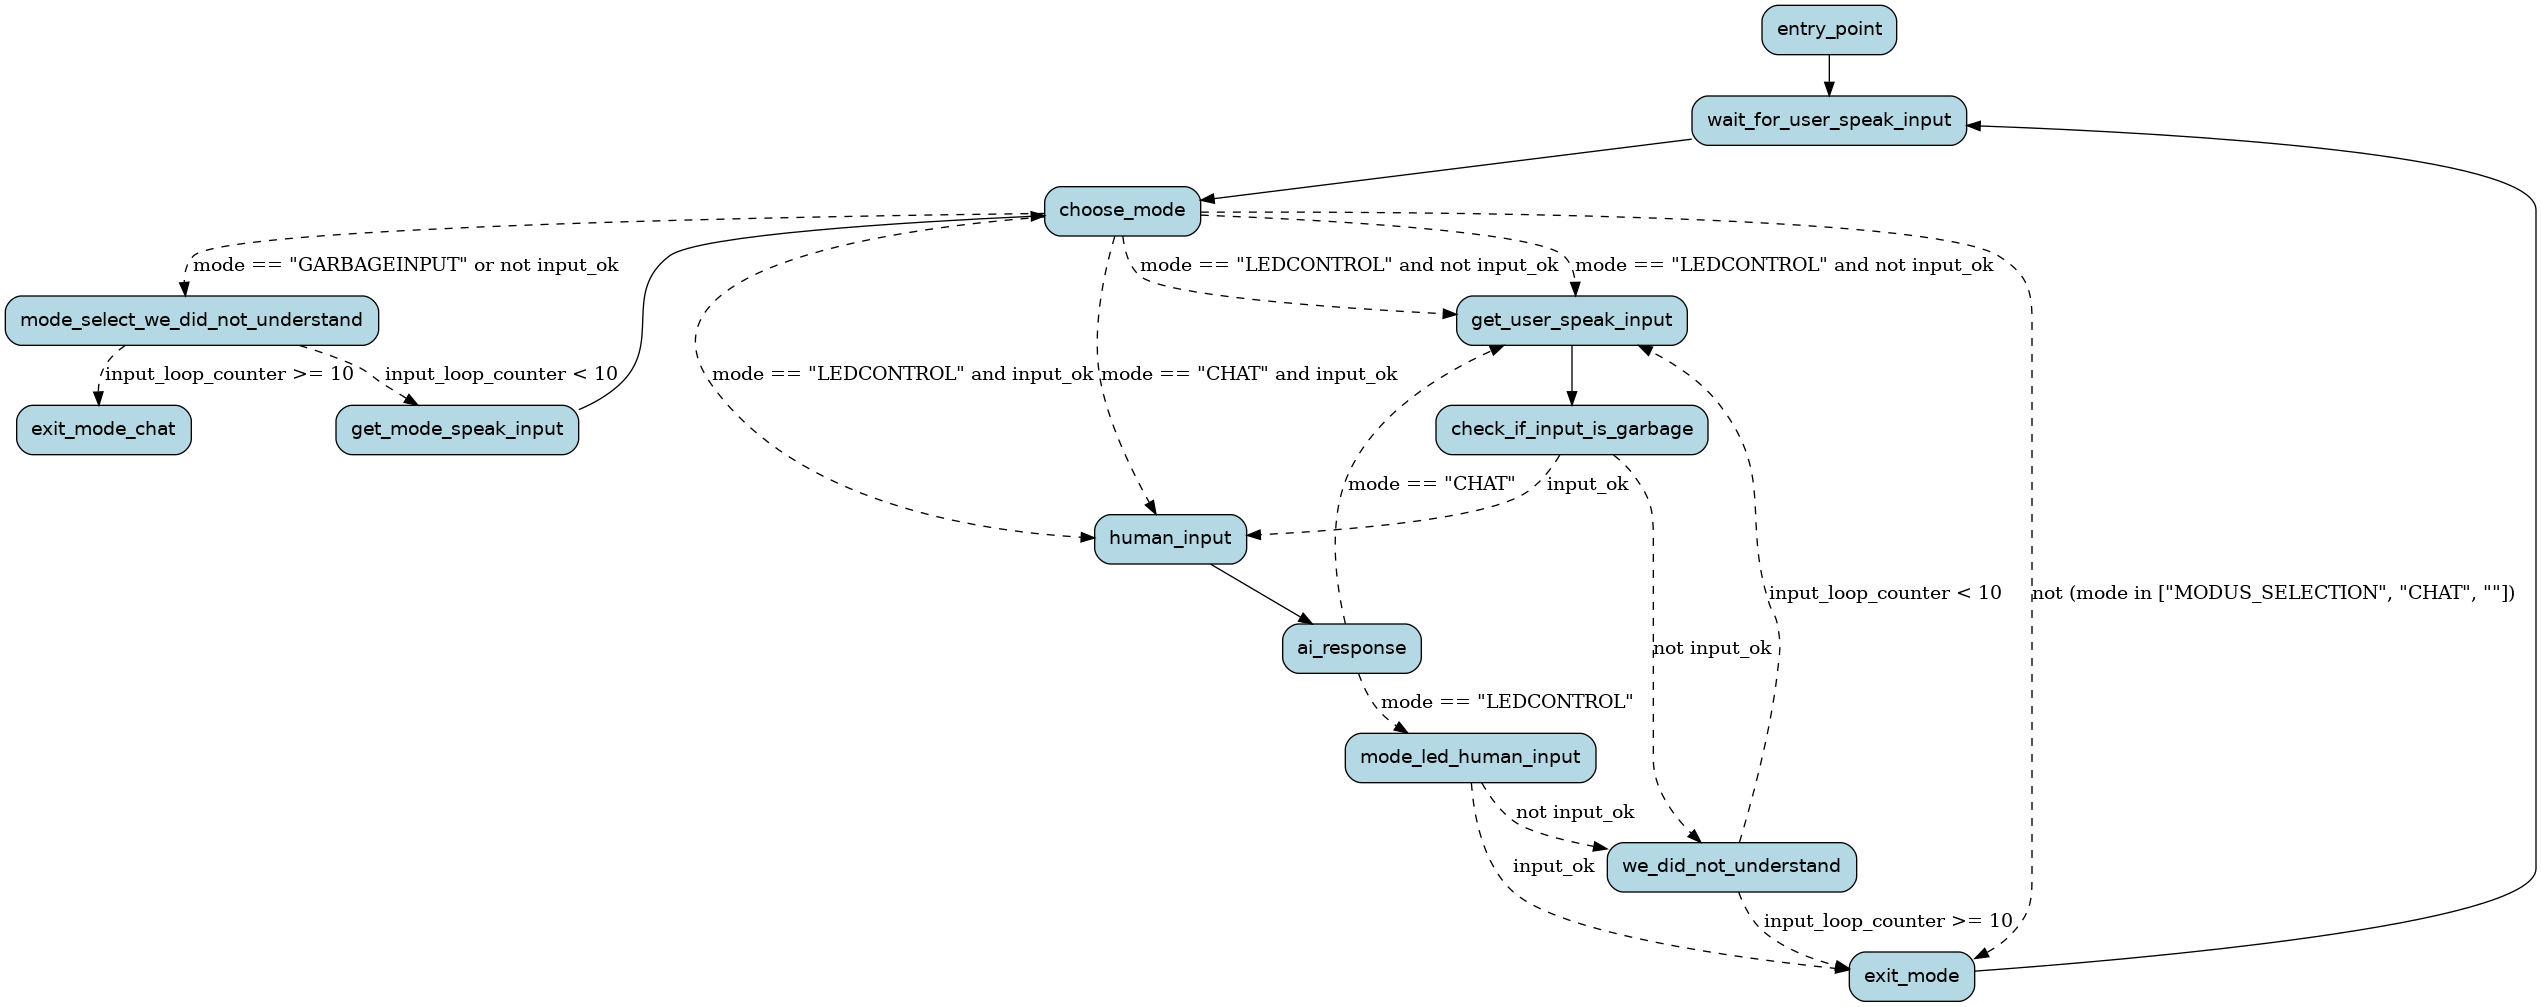 entry_point
wait_for_user_speak_input
choose_mode
mode == "GARBAGEINPUT" or not input_ok
mode == "LEDCONTROL" and not input_ok
mode == "LEDCONTROL" and not input_ok
mode_select_we_did_not_understand
get_user_speak_input
input_loop_counter >= 10
input_loop_counter < 10
mode == "LEDCONTROL" and input_ok
mode == "CHAT" and input_ok
exit_mode_chat
get_mode_speak_input
check_if_input_is_garbage
mode == "CHAT"
input_ok
human_input
input_loop_counter < 10
not (mode in ["MODUS_SELECTION", "CHAT", ""])
ai_response
not input_ok
mode == "LEDCONTROL"
mode_led_human_input
not input_ok
input_ok
we_did_not_understand
input_loop_counter >= 10
exit_mode